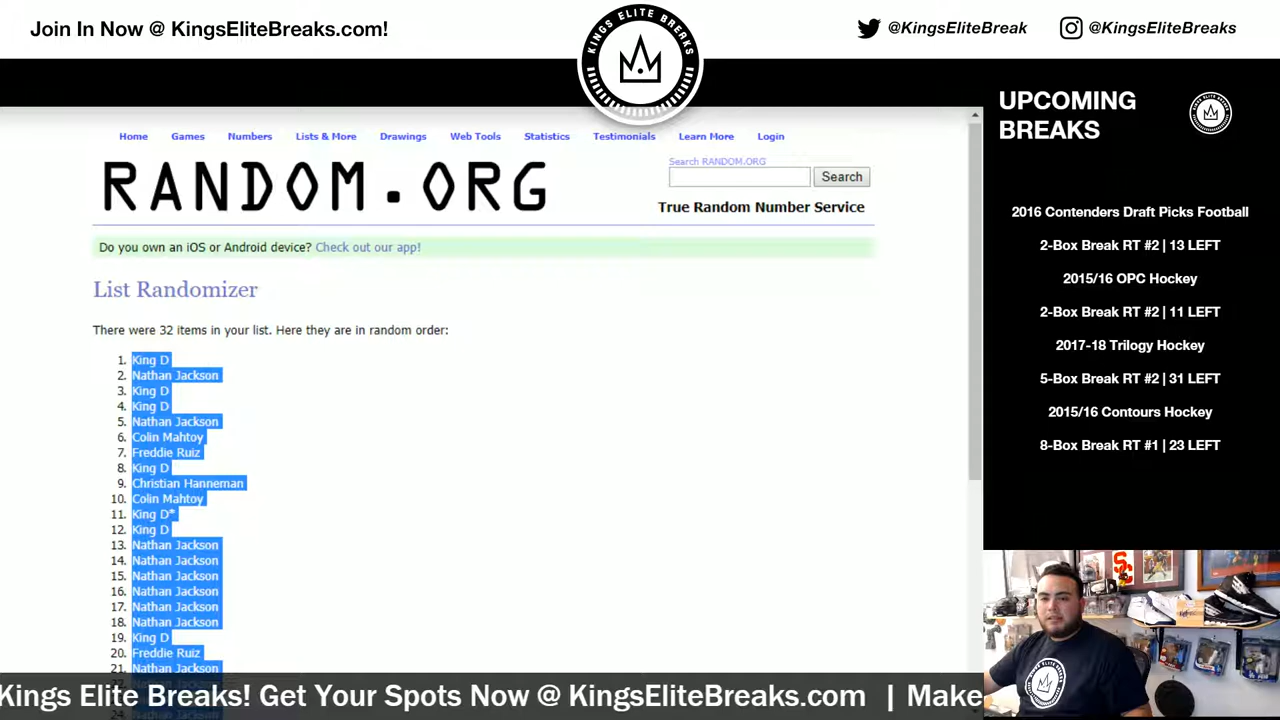 Join In Now @ KingsEliteBreaks.com!
KINGS ELITE BREAKS
@KingsEliteBreak
@KingsEliteBreaks
UPCOMING
BREAKS
2016 Contenders Draft Picks Football
2-Box Break RT #2 | 13 LEFT
2015/16 OPC Hockey
2-Box Break RT #2 | 11 LEFT
2017-18 Trilogy Hockey
5-Box Break RT #2 | 31 LEFT
2015/16 Contours Hockey
8-Box Break RT #1 | 23 LEFT
Home Games Numbers Lists & More Drawings Web Tools Statistics Testimonials Learn More Login
RANDOM.ORG
Search RANDOM.ORG
Search
True Random Number Service
Do you own an iOS or Android device? Check out our app!
List Randomizer
There were 32 items in your list. Here they are in random order:
1. King D
2. Nathan Jackson
3. King D
4. King D
5. Nathan Jackson
6. Colin Mahtoy
7. Freddie Ruiz
8. King D
9. Christian Hanneman
10. Colin Mahtoy
11. King D*
12. King D
13. Nathan Jackson
14. Nathan Jackson
15. Nathan Jackson
16. Nathan Jackson
17. Nathan Jackson
18. Nathan Jackson
19. King D
20. Freddie Ruiz
21. Nathan Jackson
Kings Elite Breaks! Get Your Spots Now @ KingsEliteBreaks.com | Make